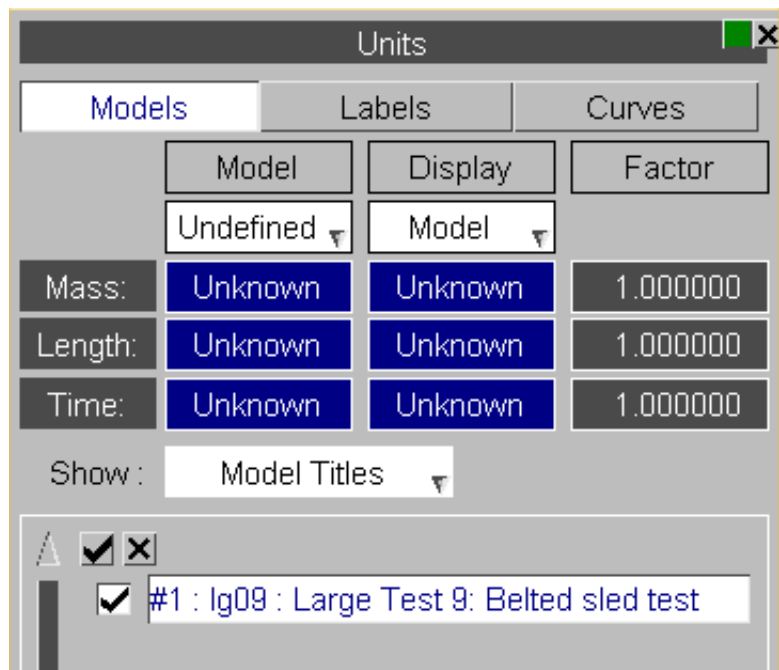 Units
Models Labels Curves
Model Display Factor
Undefined Model
Mass: Unknown Unknown 1.000000
Length: Unknown Unknown 1.000000
Time: Unknown Unknown 1.000000
Show : Model Titles
#1 : lg09 : Large Test 9: Belted sled test